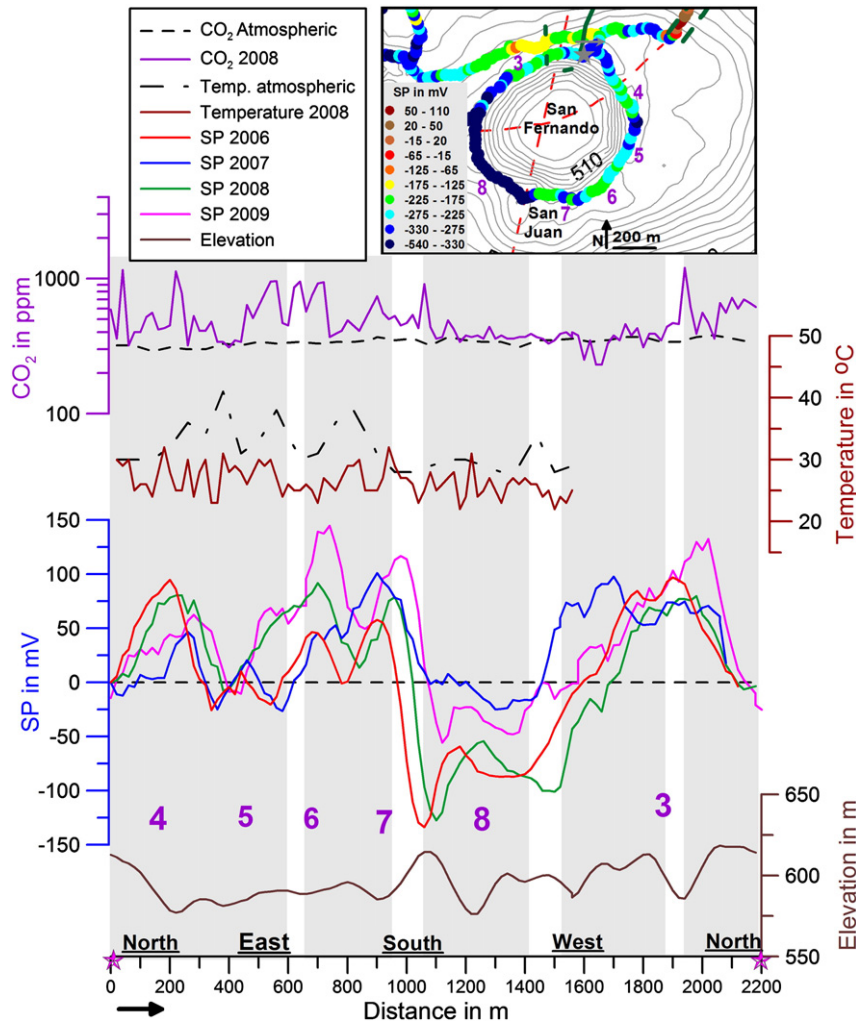 CO2 Atmospheric
CO2 2008
Temp. atmospheric
Temperature 2008
SP 2006
SP 2007
SP 2008
SP 2009
Elevation
SP in mV
50 - 110
20 - 50
-15 - 20
-65 - -15
-125 - -65
-175 - -125
-225 - -175
-275 - -225
-330 - -275
-540 - -330
3
4
5
6
7
8
San
Fernando
510
San
Juan
N
200 m
1000
100
CO2 in ppm
50
40
30
20
Temperature in ºC
150
100
50
0
-50
-100
-150
SP in mV
4
5
6
7
8
3
650
600
550
Elevation in m
North
East
South
West
North
0
200
400
600
800
1000
1200
1400
1600
1800
2000
2200
Distance in m